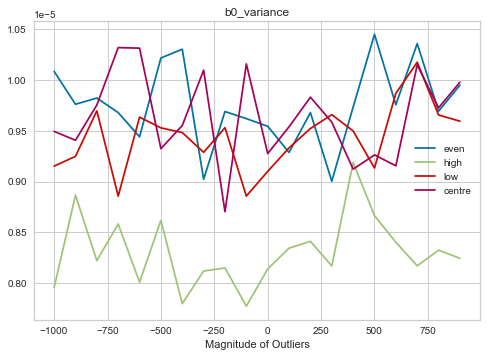 b0_variance
1e−5
1.05
1.00
0.95
0.90
0.85
0.80
even
high
low
centre
−1000 −750 −500 −250 0 250 500 750
Magnitude of Outliers